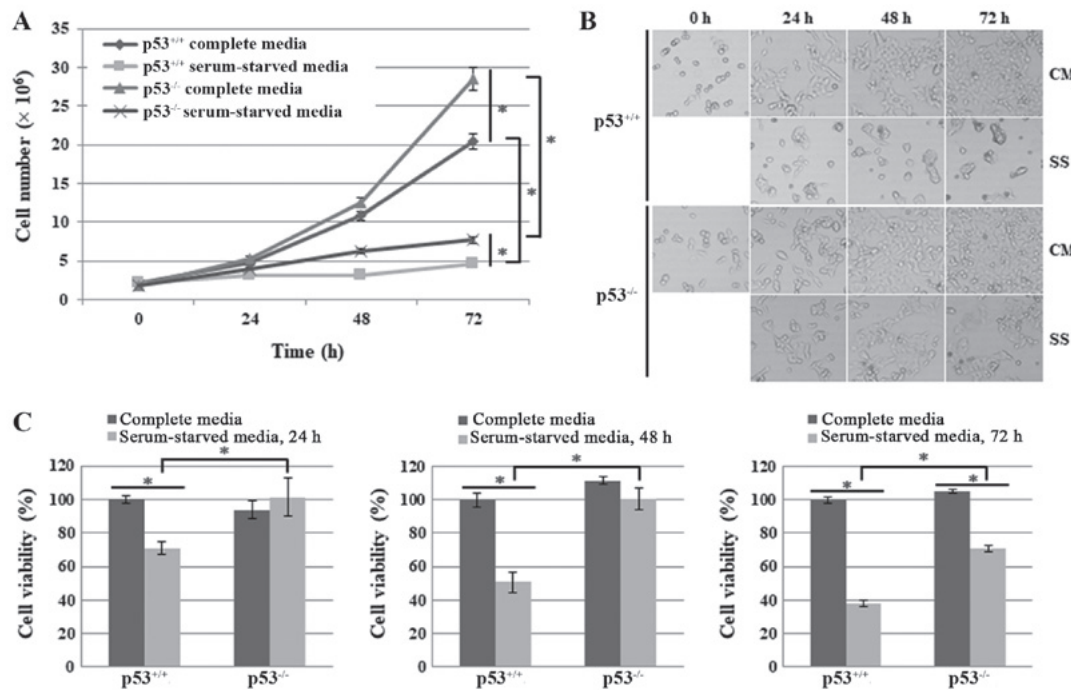 A
35
30
25
20
15
10
5
0
Cell number (× 10⁶)
p53⁺/⁺ complete media
p53⁺/⁺ serum-starved media
p53⁻/⁻ complete media
p53⁻/⁻ serum-starved media
*
*
*
*
0 24 48 72
Time (h)
B
0 h 24 h 48 h 72 h
p53⁺/⁺
CM
SS
p53⁻/⁻
CM
SS
C
Complete media
Serum-starved media, 24 h
Cell viability (%)
120
100
80
60
40
20
0
* *
p53⁺/⁺ p53⁻/⁻
Complete media
Serum-starved media, 48 h
Cell viability (%)
120
100
80
60
40
20
0
* *
p53⁺/⁺ p53⁻/⁻
Complete media
Serum-starved media, 72 h
Cell viability (%)
120
100
80
60
40
20
0
* * *
p53⁺/⁺ p53⁻/⁻